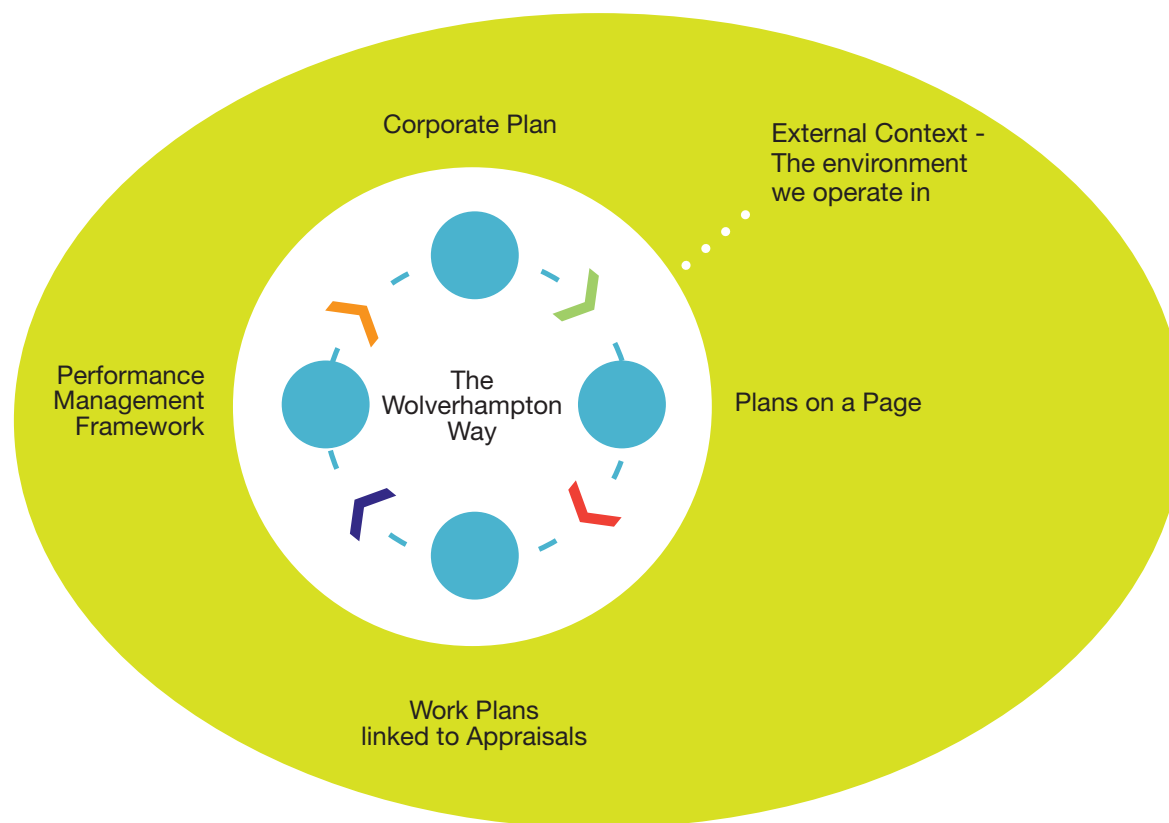 Corporate Plan
External Context -
The environment
we operate in
Performance
Management
Framework
The
Wolverhampton
Way
Plans on a Page
Work Plans
linked to Appraisals